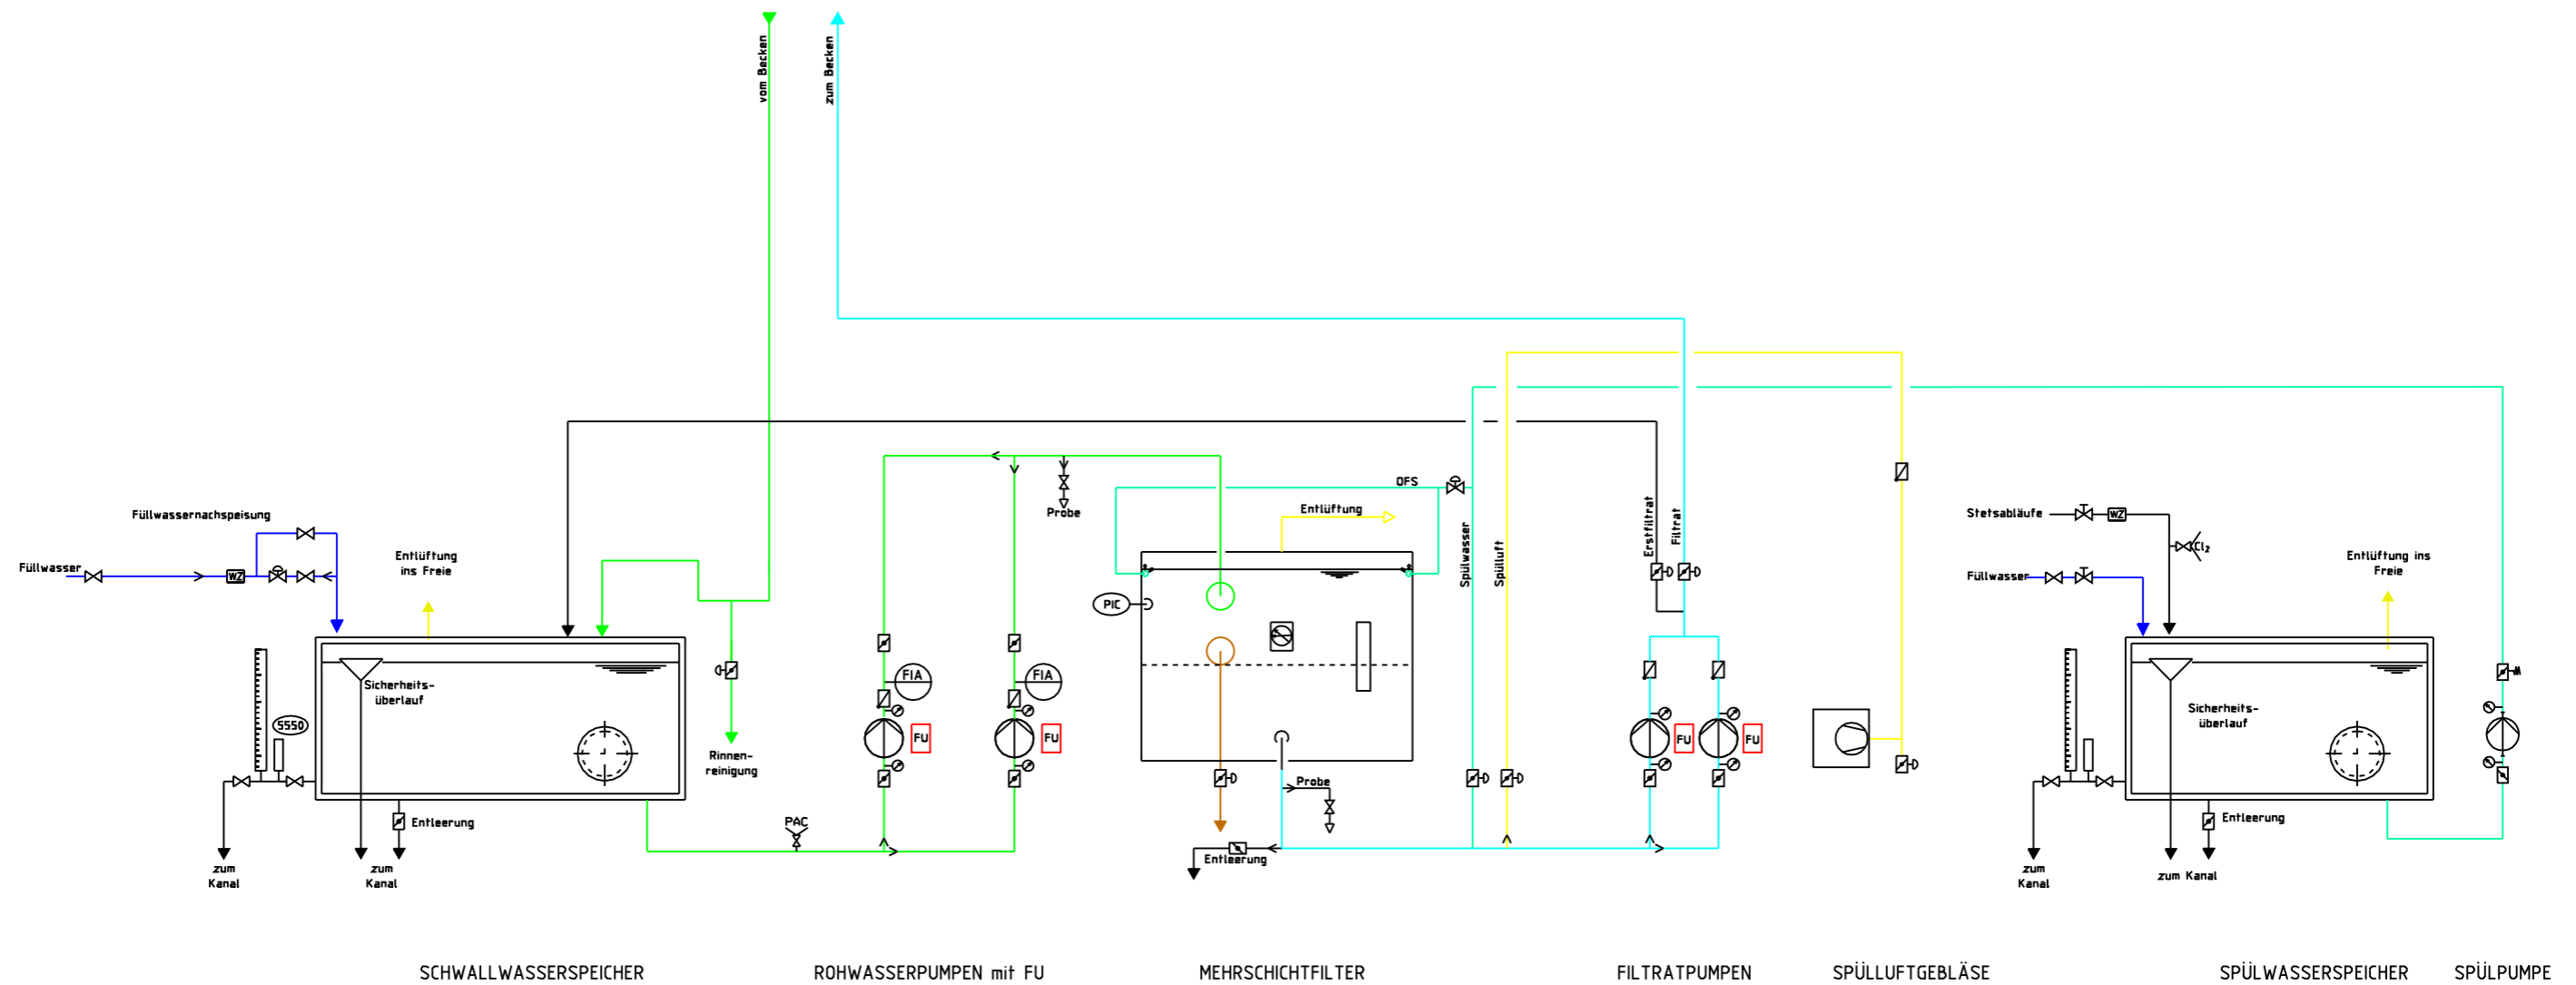 vom Becken
zum Becken
Füllwassernachspeisung
Füllwasser
WZ
Entlüftung
ins Freie
Sicherheits-
überlauf
5550
zum
Kanal
zum
Kanal
Entleerung
Rinnen-
reinigung
PAC
FIA
FU
FIA
FU
Probe
PIC
OFS
Entlüftung
Probe
Entleerung
Spülwasser
Spülluft
Erstfiltrat
Filtrat
FU
FU
Stetsabläufe
WZ
Cl2
Füllwasser
Entlüftung ins
Freie
Sicherheits-
überlauf
zum
Kanal
zum Kanal
Entleerung
SCHWALLWASSERSPEICHER
ROHWASSERPUMPEN mit FU
MEHRSCHICHTFILTER
FILTRATPUMPEN
SPÜLLUFTGEBLÄSE
SPÜLWASSERSPEICHER
SPÜLPUMPE